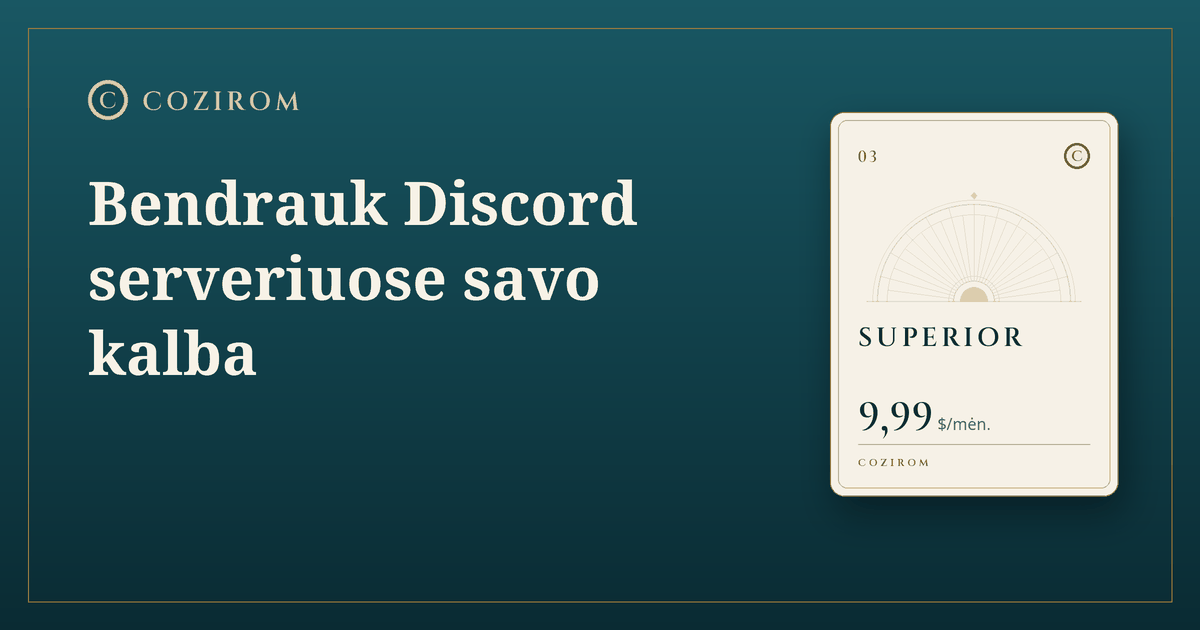 C COZIROM
Bendrauk Discord
serveriuose savo
kalba
03 C
SUPERIOR
9,99 $/mėn.
COZIROM